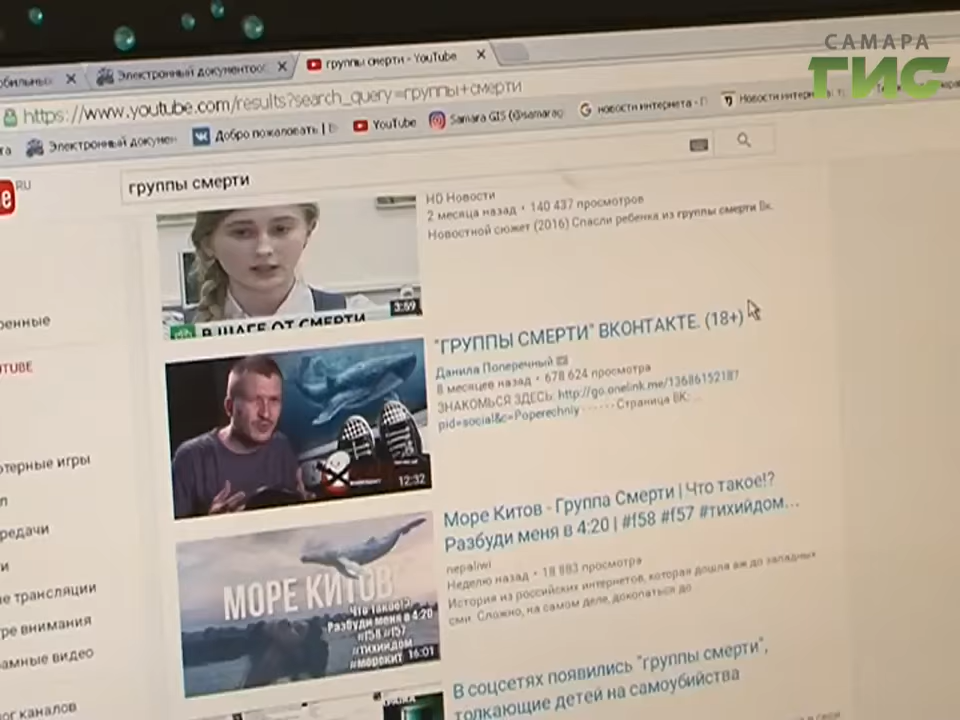 САМАРА
ГИС
Электронный документоо
группы смерти - YouTube
https://www.youtube.com/results?search_query=группы+смерти
Электронный докумен
Добро пожаловать |
YouTube
Samara GIS (@samarag
новости интернета - 
Новости интерн
RU
группы смерти
HD Новости
2 месяца назад • 140 437 просмотров
Новостной сюжет (2016) Спасли ребенка из группы смерти Вк.
3:59
В ШАГЕ ОТ СМЕРТИ
"ГРУППЫ СМЕРТИ" ВКОНТАКТЕ. (18+)
Данила Поперечный
8 месяцев назад • 678 624 просмотра
ЗНАКОМЬСЯ ЗДЕСЬ: http://go.onelink.me/1368615218?
pid=social&c=Poperechniy ······ Страница ВК: ...
12:32
Море Китов - Группа Смерти | Что такое!?
Разбуди меня в 4:20 | #f58 #f57 #тихийдом...
nepaliwi
Неделю назад • 18 883 просмотра
История из российских интернетов, которая дошла аж до западных
сми. Сложно, на самом деле, докопаться до
МОРЕ КИТОВ
Что такое!?
Разбуди меня в 4:20
#f58 #f57
#тихийдом
#морекит
16:01
В соцсетях появились "группы смерти",
толкающие детей на самоубийства
ренные
TUBE
терные игры
редачи
е трансляции
ре внимания
амные видео
ог каналов